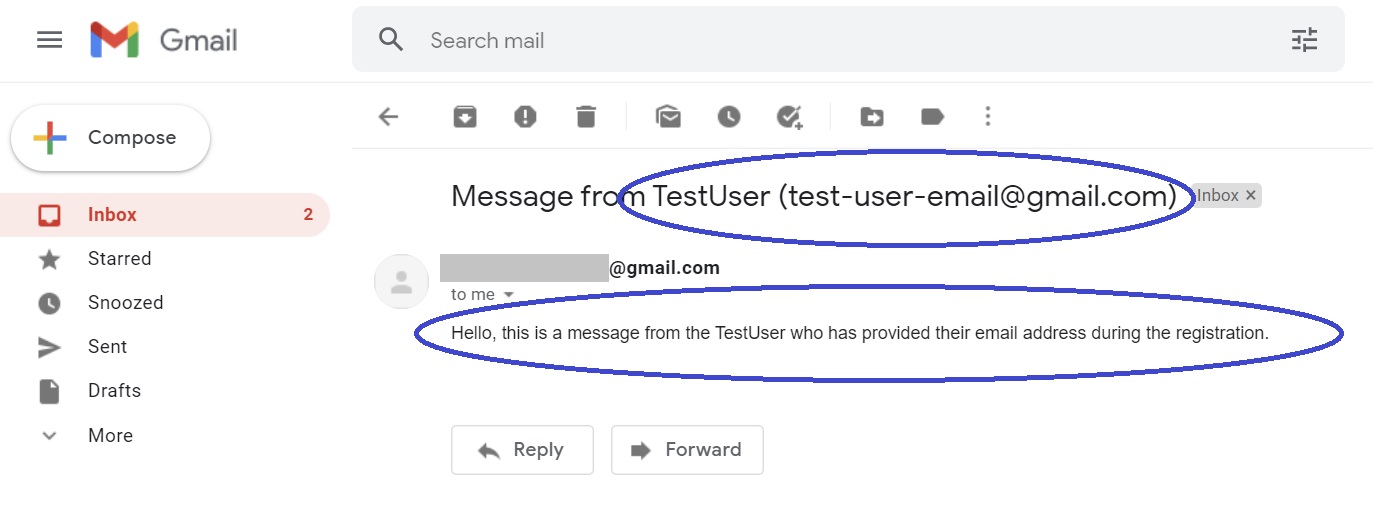 Gmail
Search mail
Compose
Message from TestUser (test-user-email@gmail.com) Inbox ×
Inbox 2
@gmail.com
Starred
to me
Snoozed
Hello, this is a message from the TestUser who has provided their email address during the registration.
Sent
Drafts
More
Reply Forward